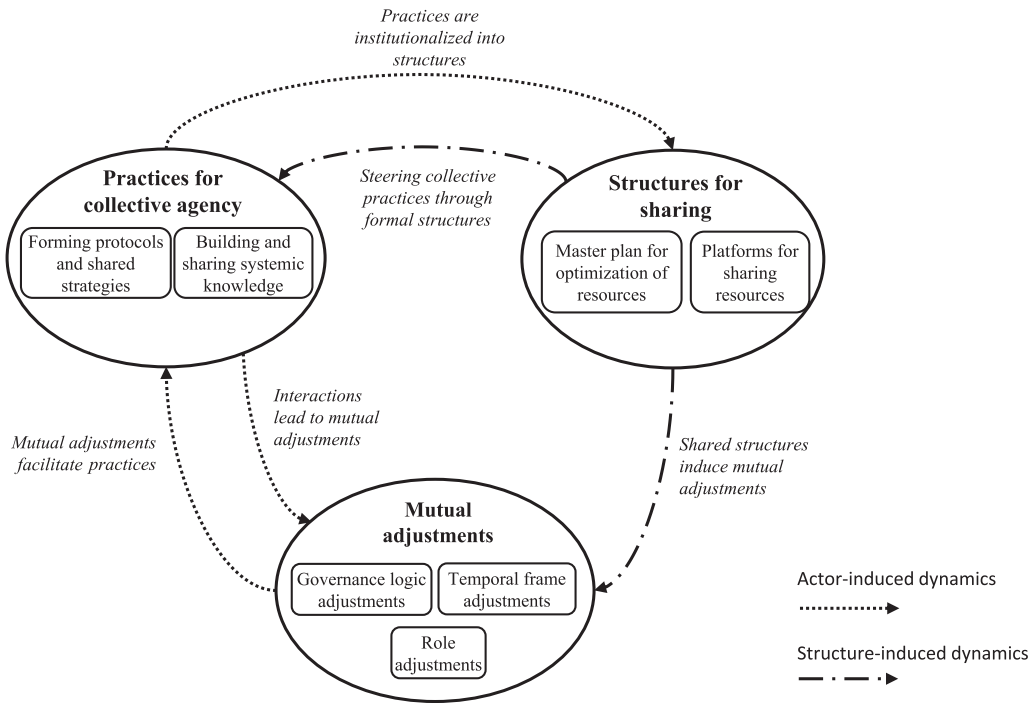 Practices are
institutionalized into
structures
Practices for
collective agency
Forming protocols
and shared
strategies
Building and
sharing systemic
knowledge
Steering collective
practices through
formal structures
Structures for
sharing
Master plan for
optimization of
resources
Platforms for
sharing
resources
Interactions
lead to mutual
adjustments
Mutual adjustments
facilitate practices
Shared structures
induce mutual
adjustments
Mutual
adjustments
Governance logic
adjustments
Temporal frame
adjustments
Role
adjustments
Actor-induced dynamics
Structure-induced dynamics